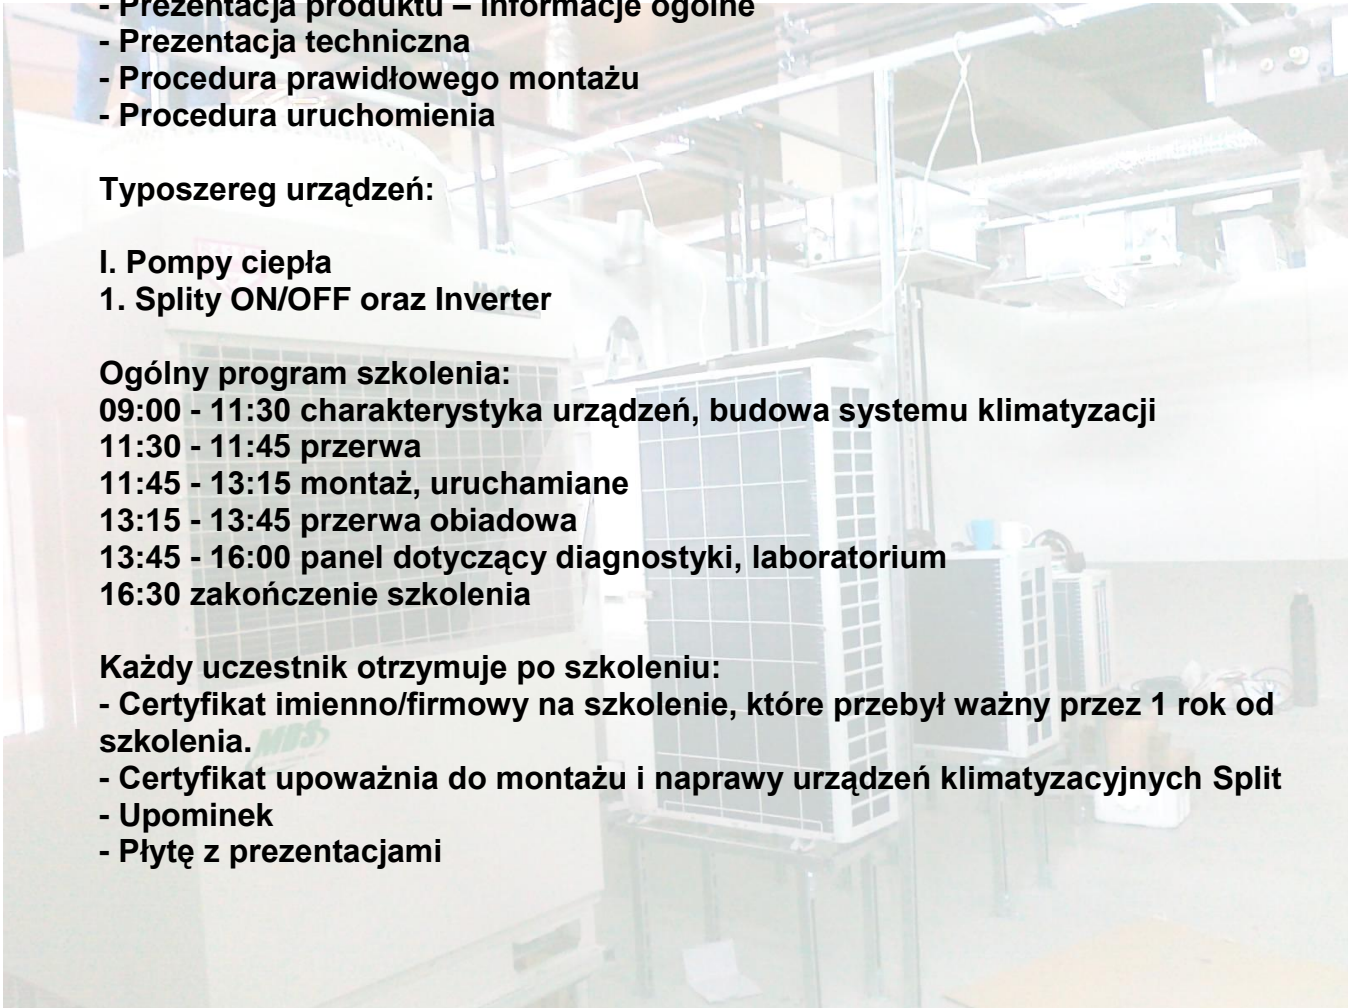 - Prezentacja produktu – informacje ogólne
- Prezentacja techniczna
- Procedura prawidłowego montażu
- Procedura uruchomienia
Typoszereg urządzeń:
I. Pompy ciepła
1. Splity ON/OFF oraz Inverter
Ogólny program szkolenia:
09:00 - 11:30 charakterystyka urządzeń, budowa systemu klimatyzacji
11:30 - 11:45 przerwa
11:45 - 13:15 montaż, uruchamiane
13:15 - 13:45 przerwa obiadowa
13:45 - 16:00 panel dotyczący diagnostyki, laboratorium
16:30 zakończenie szkolenia
Każdy uczestnik otrzymuje po szkoleniu:
- Certyfikat imienno/firmowy na szkolenie, które przebył ważny przez 1 rok od
szkolenia.
MDS
- Certyfikat upoważnia do montażu i naprawy urządzeń klimatyzacyjnych Split
- Upominek
- Płytę z prezentacjami